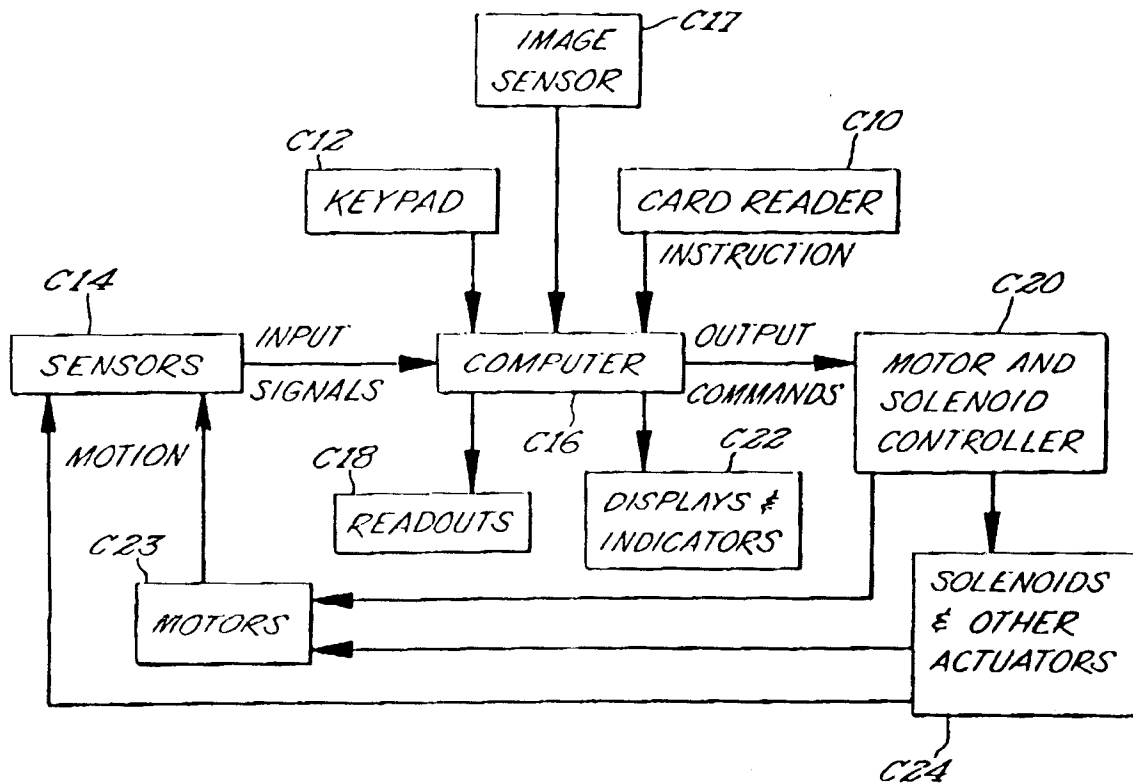 C17
IMAGE
SENSOR
C12
C10
KEYPAD
CARD READER
INSTRUCTION
C14
C20
SENSORS
INPUT
SIGNALS
COMPUTER
OUTPUT
COMMANDS
MOTOR AND
SOLENOID
CONTROLLER
MOTION
C18
C16
C22
READOUTS
DISPLAYS &
INDICATORS
C23
MOTORS
SOLENOIDS
& OTHER
ACTUATORS
C24